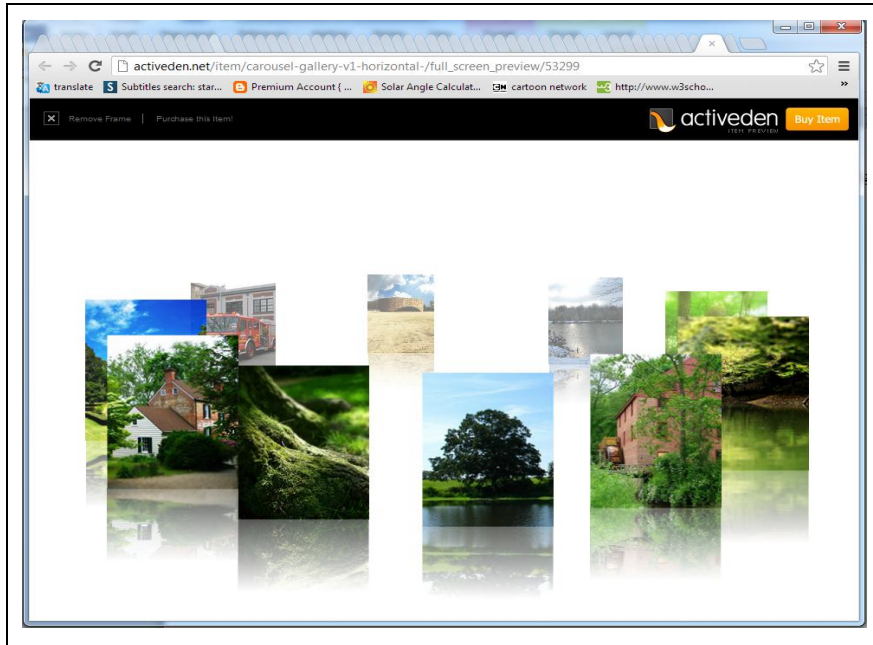 activeden.net/item/carousel-gallery-v1-horizontal-/full_screen_preview/53299
translate Subtitles search: star... Premium Account { ... Solar Angle Calculat... cartoon network http://www.w3scho... »
Remove Frame | Purchase this Item!
activeden Buy Item
ITEM PREVIEW